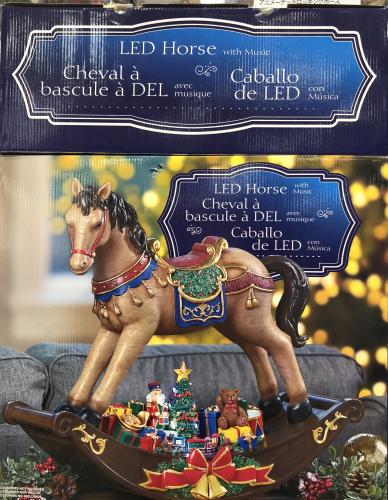 LED Horse with Music
Cheval à
bascule à DEL avec musique
Caballo
de LED con Música
LED Horse with Music
Cheval à
bascule à DEL avec musique
Caballo
de LED con Música